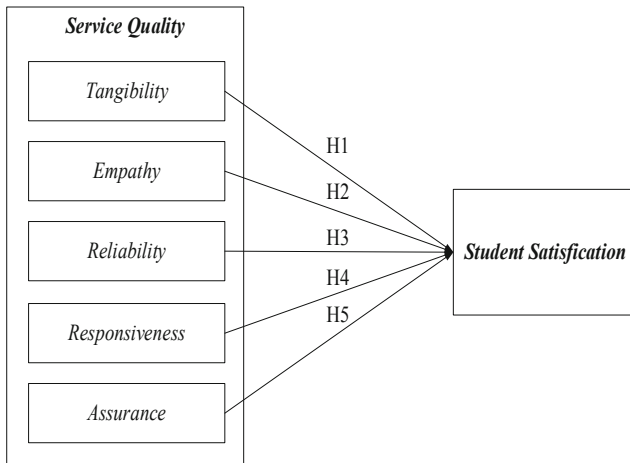 Service Quality
Tangibility
H1
Empathy
H2
Reliability
H3
Student Satisfication
H4
Responsiveness
H5
Assurance